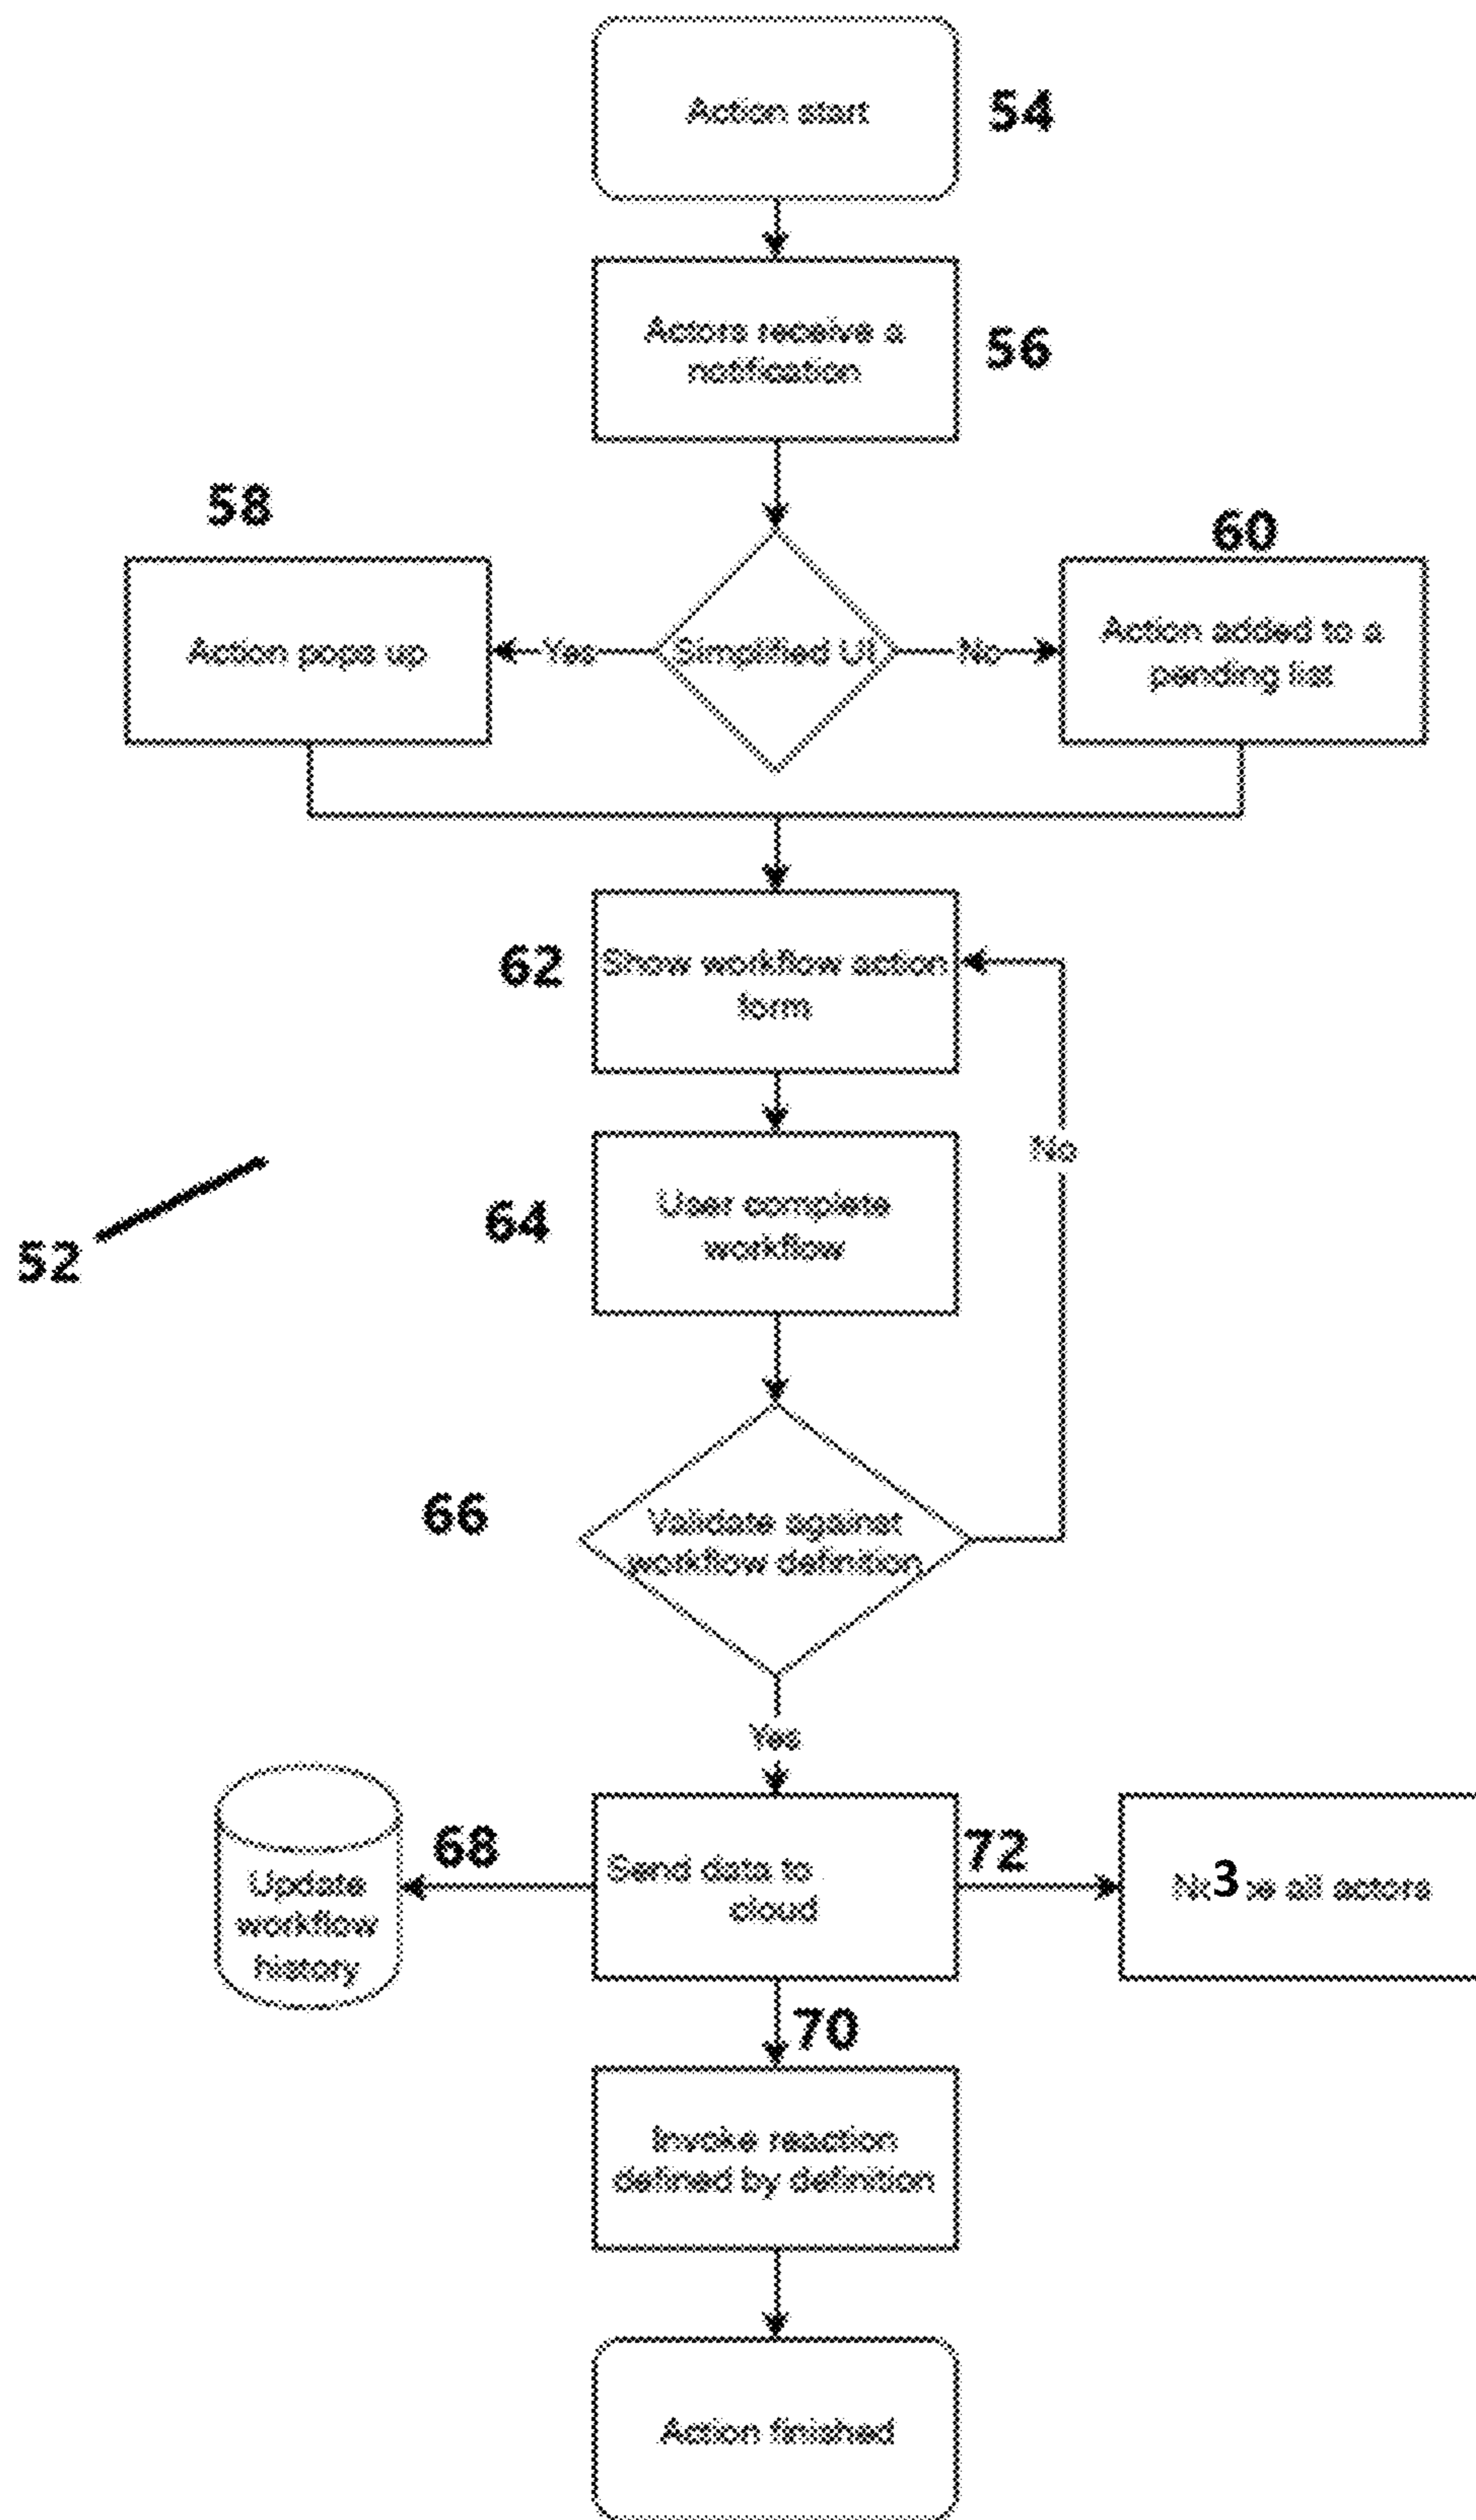 Action start
54
Actors receive a
notification
56
58
60
Action pops up
Yes
Simplified UI
No
Action added to a
pending list
62
Show workflow action
form
No
64
User complete
workflow
52
66
Validate against
workflow definition
Yes
68
72
Update
workflow
history
Send data to
cloud
3
all actors
70
Invoke reaction
defined by definition
Action finished